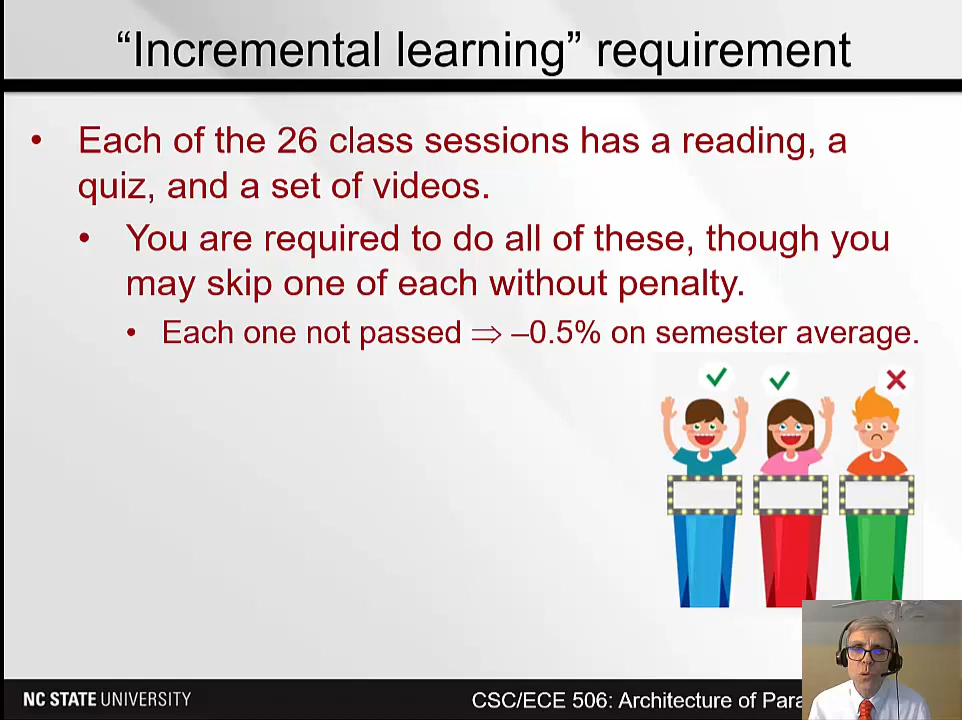 “Incremental learning” requirement
• Each of the 26 class sessions has a reading, a
quiz, and a set of videos.
• You are required to do all of these, though you
may skip one of each without penalty.
• Each one not passed ⇒ –0.5% on semester average.
NC STATE UNIVERSITY
CSC/ECE 506: Architecture of